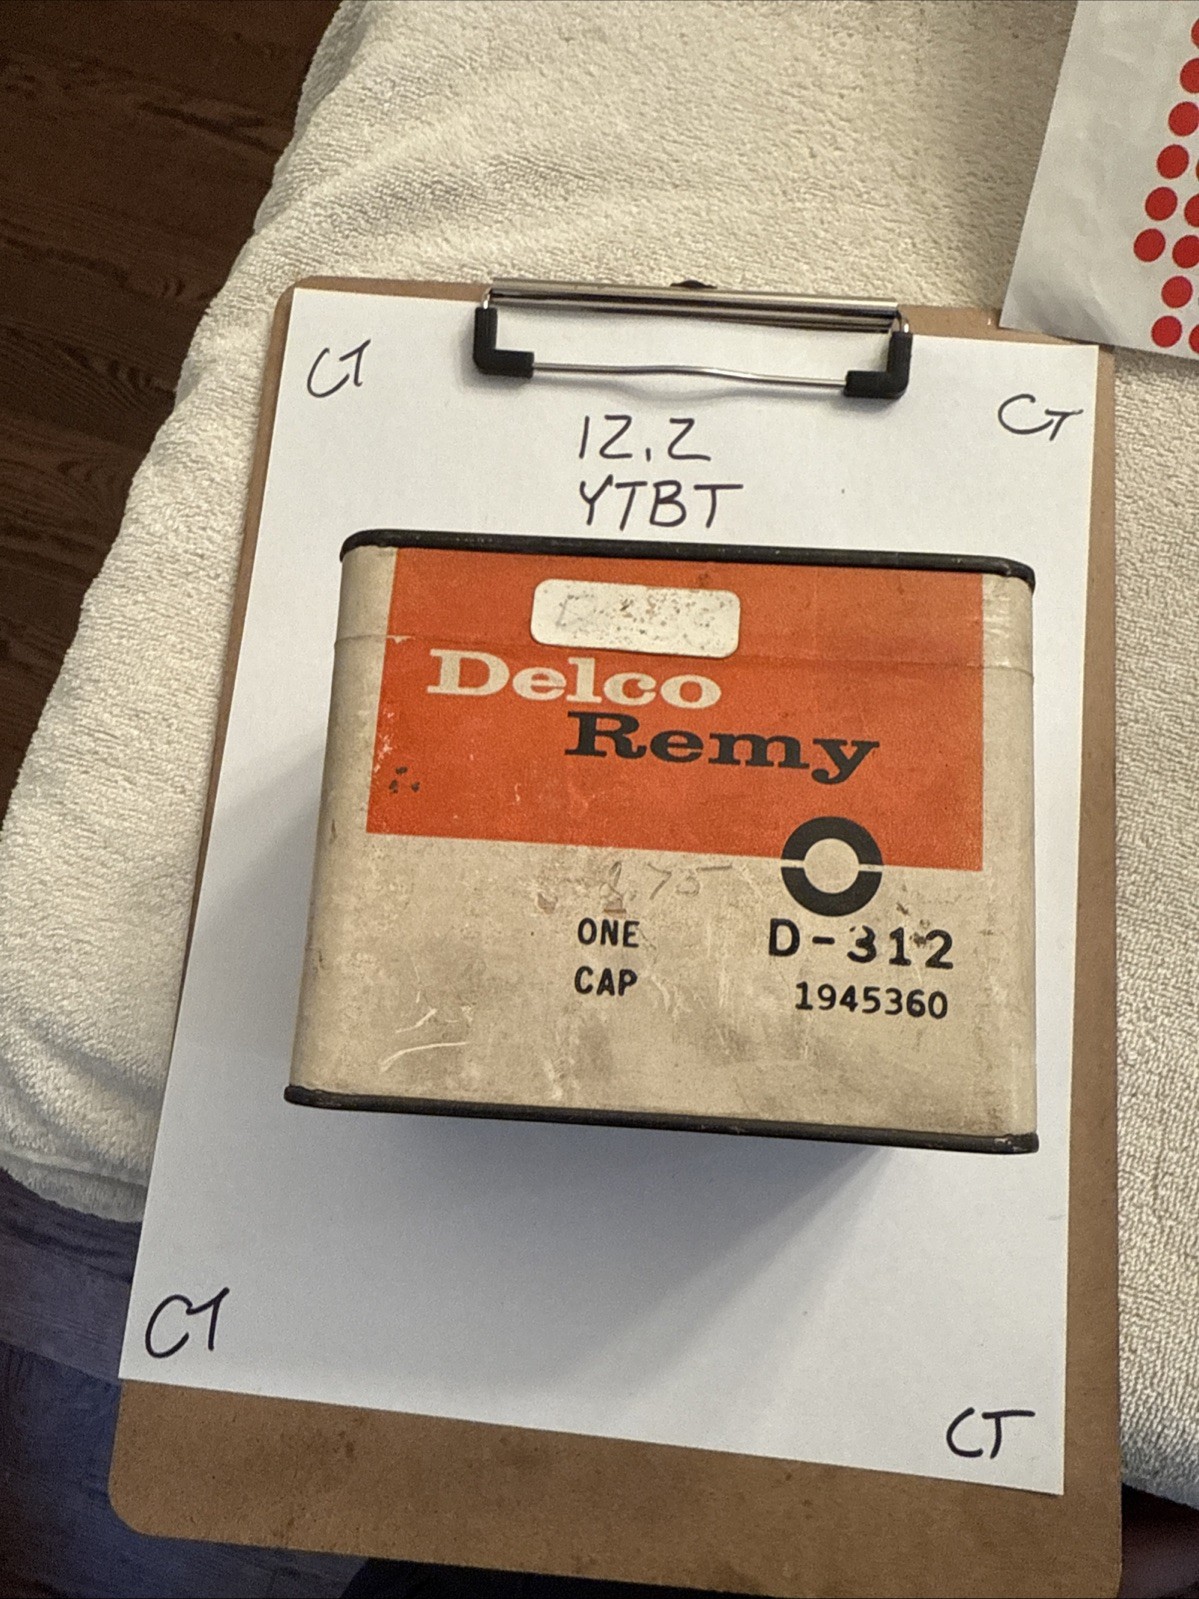 CT
CT
12.2
YTBT
Delco
Remy
ONE
CAP
D-312
1945360
CT
CT